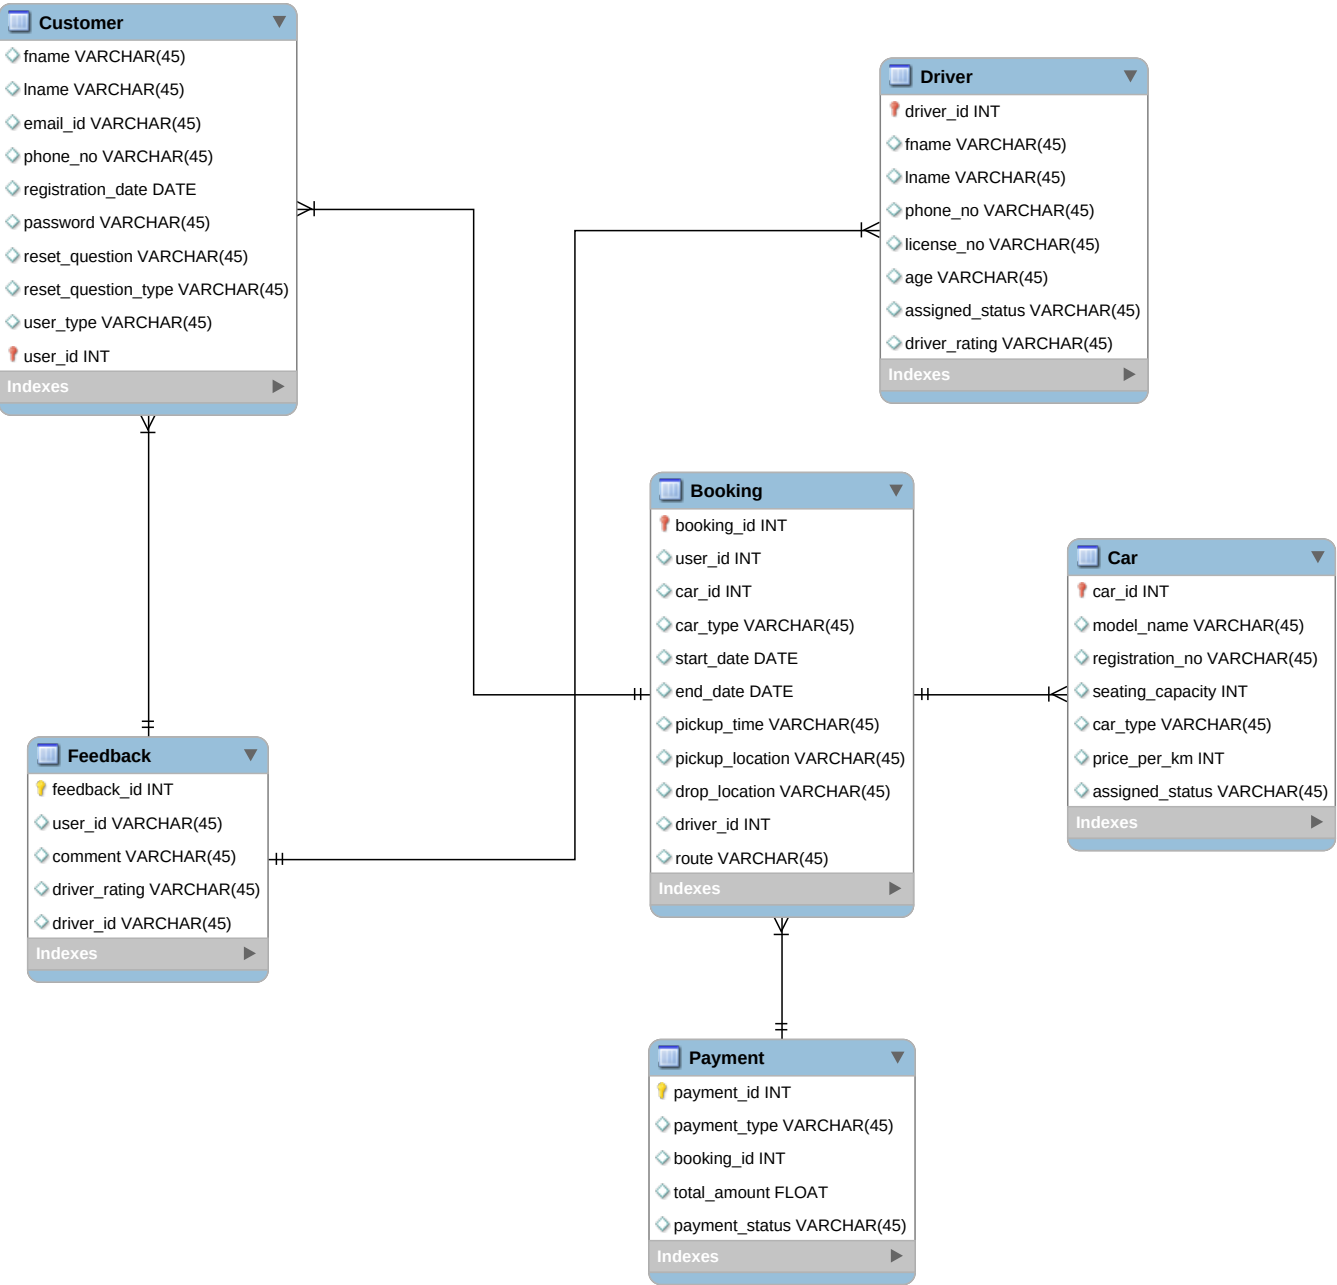 Customer
fname VARCHAR(45)
lname VARCHAR(45)
email_id VARCHAR(45)
phone_no VARCHAR(45)
registration_date DATE
password VARCHAR(45)
reset_question VARCHAR(45)
reset_question_type VARCHAR(45)
user_type VARCHAR(45)
user_id INT
Indexes
Driver
driver_id INT
fname VARCHAR(45)
lname VARCHAR(45)
phone_no VARCHAR(45)
license_no VARCHAR(45)
age VARCHAR(45)
assigned_status VARCHAR(45)
driver_rating VARCHAR(45)
Indexes
Booking
booking_id INT
user_id INT
car_id INT
car_type VARCHAR(45)
start_date DATE
end_date DATE
pickup_time VARCHAR(45)
pickup_location VARCHAR(45)
drop_location VARCHAR(45)
driver_id INT
route VARCHAR(45)
Indexes
Car
car_id INT
model_name VARCHAR(45)
registration_no VARCHAR(45)
seating_capacity INT
car_type VARCHAR(45)
price_per_km INT
assigned_status VARCHAR(45)
Indexes
Feedback
feedback_id INT
user_id VARCHAR(45)
comment VARCHAR(45)
driver_rating VARCHAR(45)
driver_id VARCHAR(45)
Indexes
Payment
payment_id INT
payment_type VARCHAR(45)
booking_id INT
total_amount FLOAT
payment_status VARCHAR(45)
Indexes